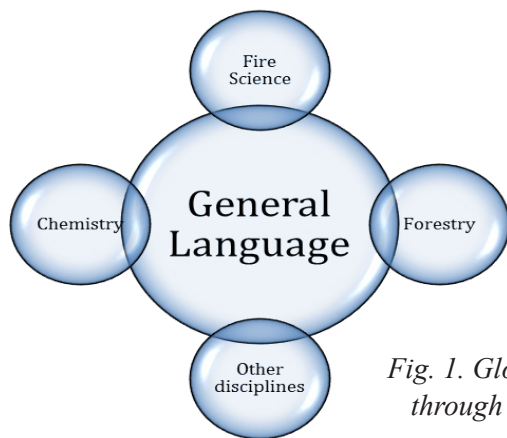 Fire
Science
General
Language
Chemistry
Forestry
Other
disciplines
Fig. 1. Glo
through